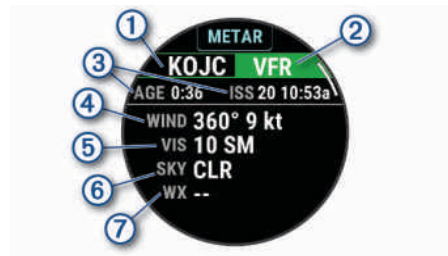 METAR
1 2
KOJC VFR
3
AGE 0:36 ISS 20 10:53a
4
WIND 360° 9 kt
5
VIS 10 SM
6
SKY CLR
7
WX --